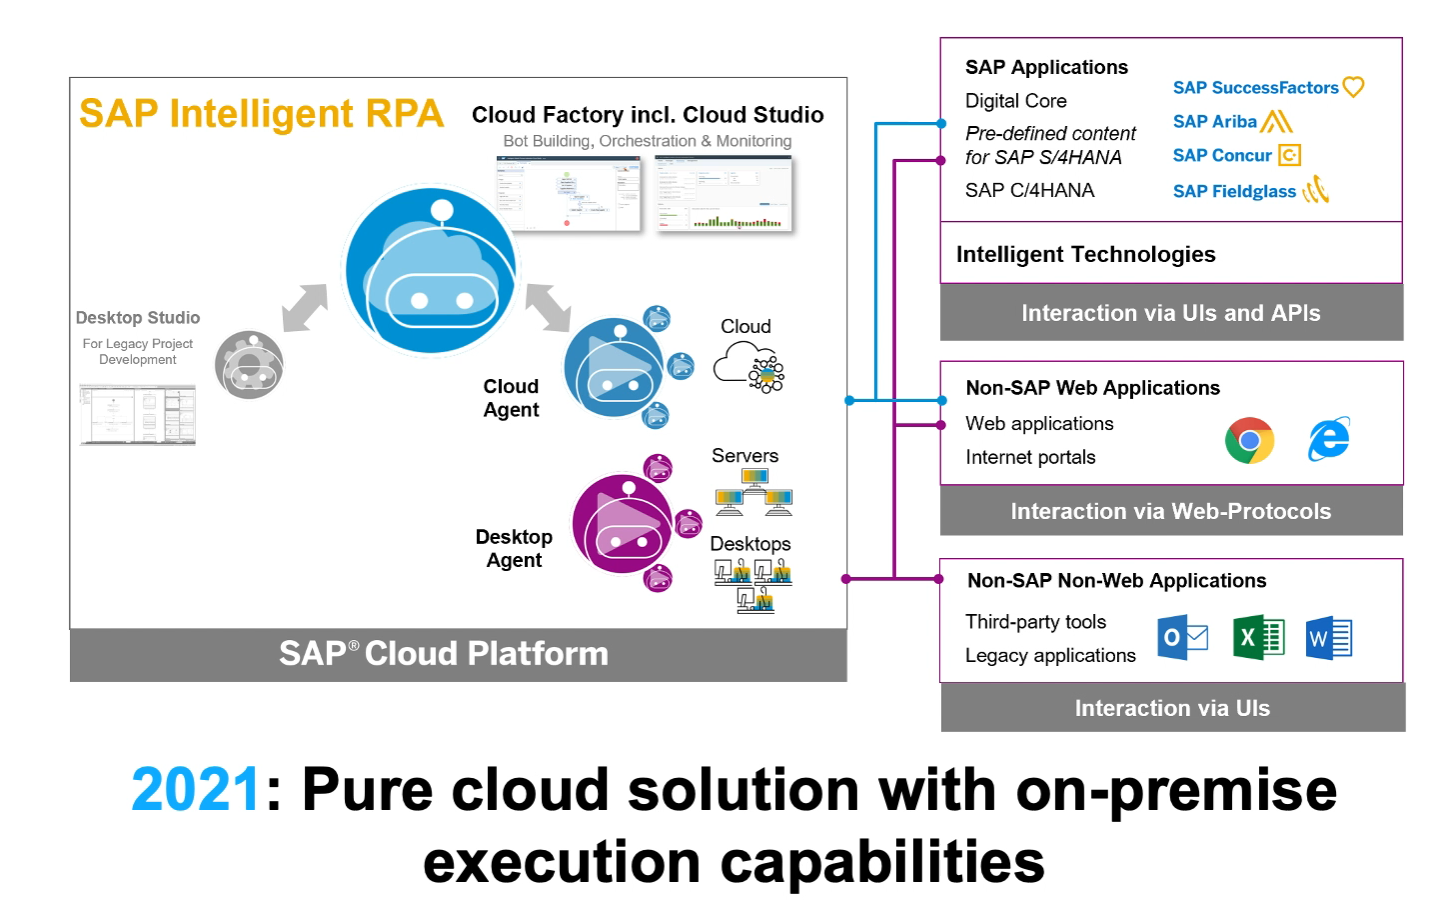 SAP Intelligent RPA
Cloud Factory incl. Cloud Studio
Bot Building, Orchestration & Monitoring
Desktop Studio
For Legacy Project
Development
Cloud
Agent
Cloud
Servers
Desktop
Agent
Desktops
SAP® Cloud Platform
SAP Applications
Digital Core
Pre-defined content
for SAP S/4HANA
SAP C/4HANA
SAP SuccessFactors
SAP Ariba
SAP Concur
SAP Fieldglass
Intelligent Technologies
Interaction via UIs and APIs
Non-SAP Web Applications
Web applications
Internet portals
Interaction via Web-Protocols
Non-SAP Non-Web Applications
Third-party tools
Legacy applications
Interaction via UIs
2021: Pure cloud solution with on-premise
execution capabilities